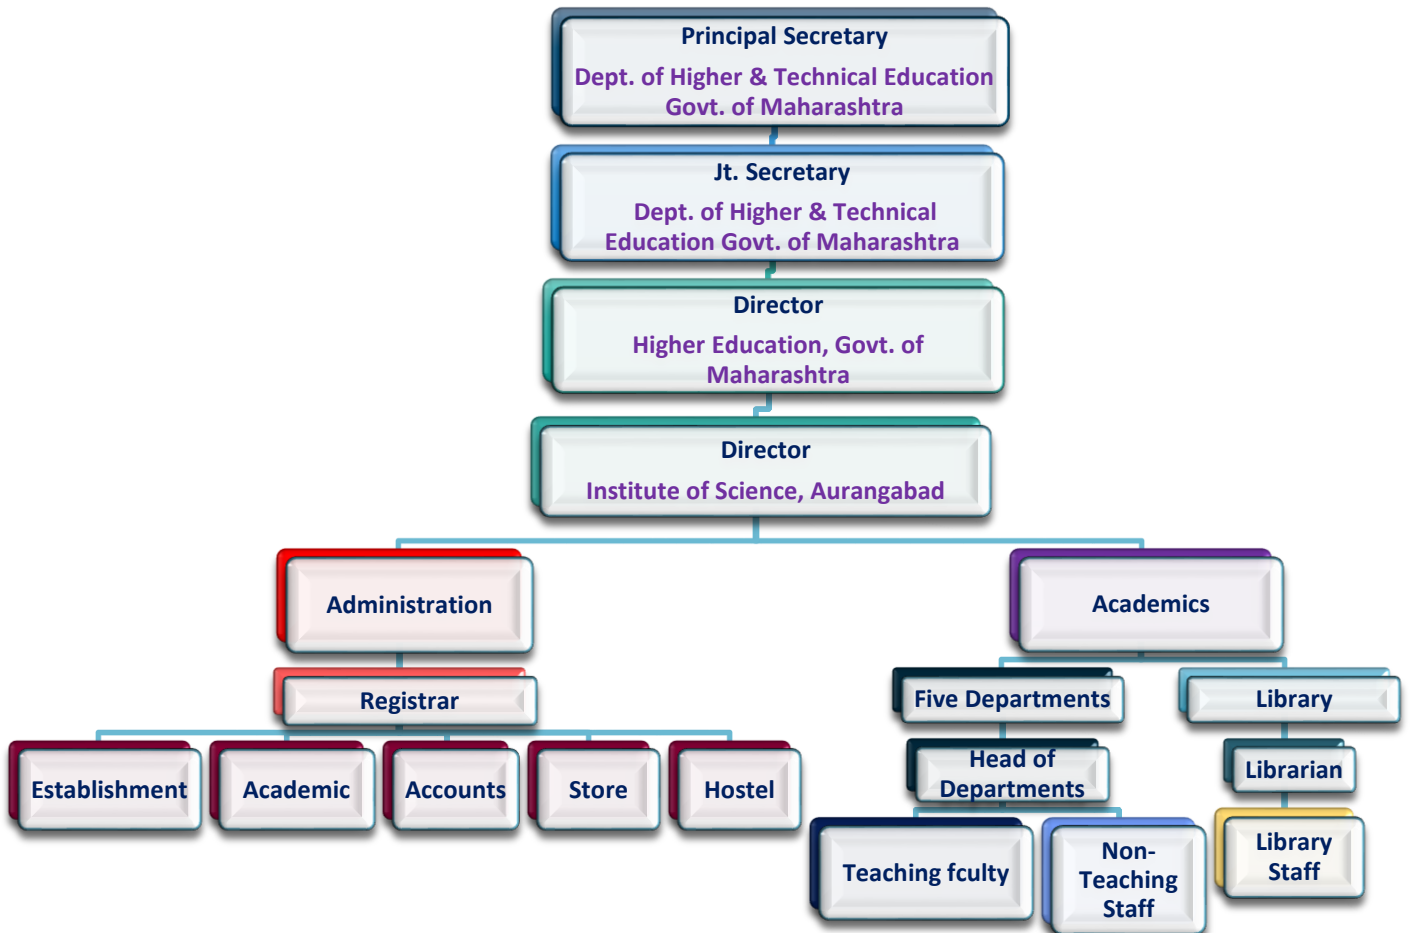 Principal Secretary
Dept. of Higher & Technical Education
Govt. of Maharashtra
Jt. Secretary
Dept. of Higher & Technical
Education Govt. of Maharashtra
Director
Higher Education, Govt. of
Maharashtra
Director
Institute of Science, Aurangabad
Administration
Academics
Registrar
Five Departments
Library
Establishment
Academic
Accounts
Store
Hostel
Head of
Departments
Librarian
Teaching fculty
Non-
Teaching
Staff
Library
Staff